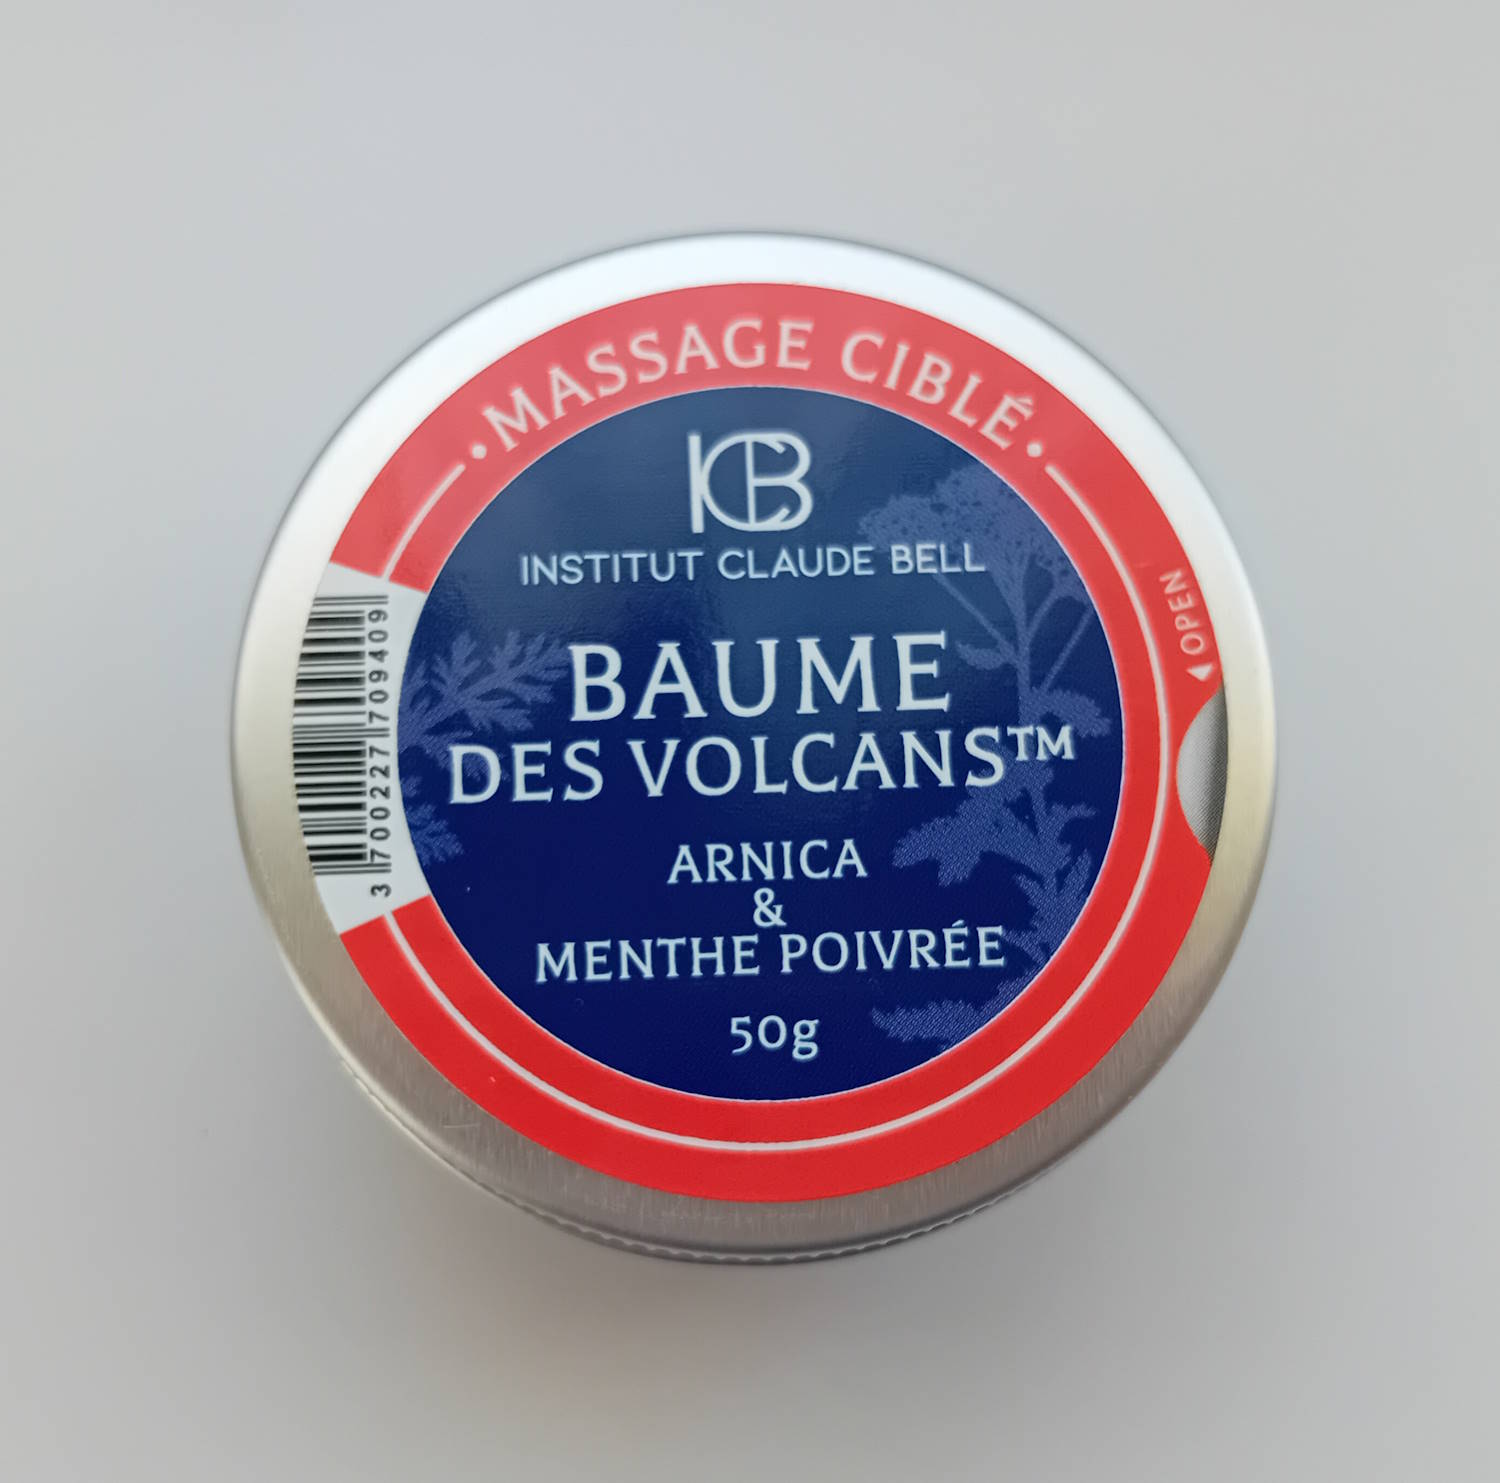 • MASSAGE CIBLÉ •
ICB
INSTITUT CLAUDE BELL
BAUME
DES VOLCANS™
ARNICA
&
MENTHE POIVRÉE
50g
OPEN
3 700227 709409